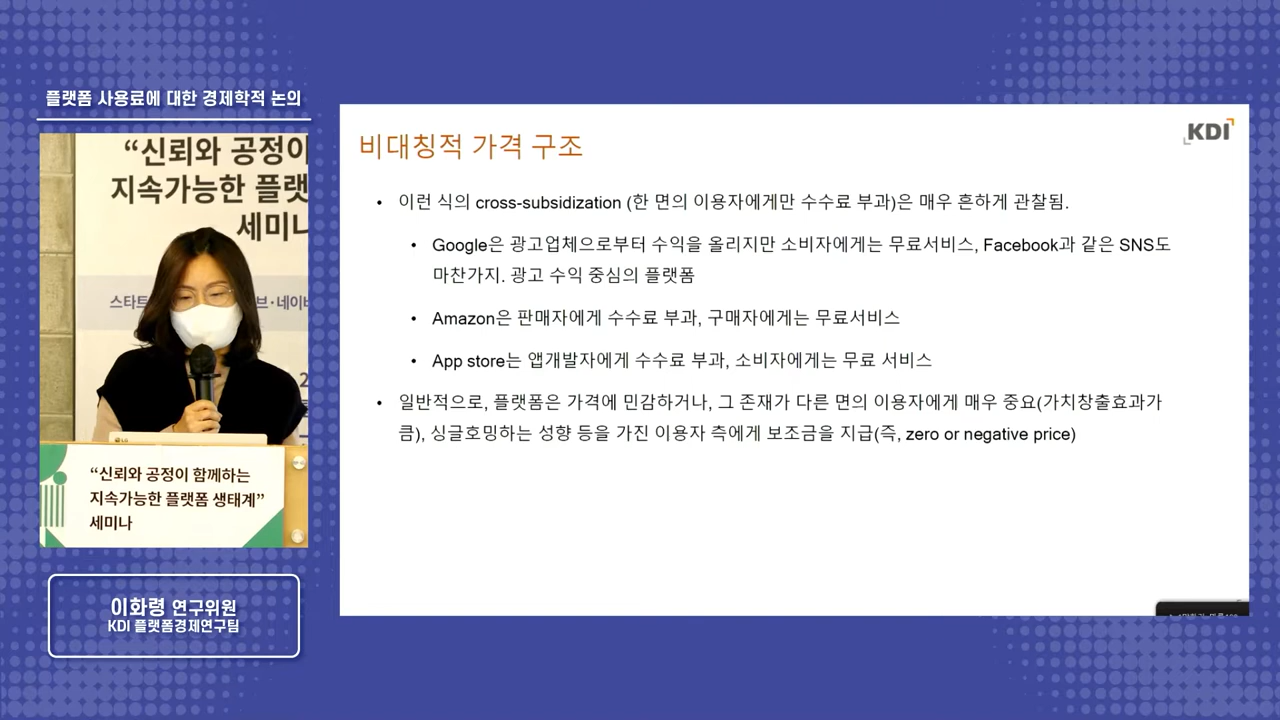 플랫폼 사용료에 대한 경제학적 논의
“신뢰와 공정이
지속가능한 플랫
세미나
스타트
브·네이버
“신뢰와 공정이 함께하는
지속가능한 플랫폼 생태계”
세미나
이화령 연구위원
KDI 플랫폼경제연구팀
KDI
비대칭적 가격 구조
• 이런 식의 cross-subsidization (한 면의 이용자에게만 수수료 부과)은 매우 흔하게 관찰됨.
• Google은 광고업체으로부터 수익을 올리지만 소비자에게는 무료서비스, Facebook과 같은 SNS도
마찬가지. 광고 수익 중심의 플랫폼
• Amazon은 판매자에게 수수료 부과, 구매자에게는 무료서비스
• App store는 앱개발자에게 수수료 부과, 소비자에게는 무료 서비스
• 일반적으로, 플랫폼은 가격에 민감하거나, 그 존재가 다른 면의 이용자에게 매우 중요(가치창출효과가
큼), 싱글호밍하는 성향 등을 가진 이용자 측에게 보조금을 지급(즉, zero or negative price)